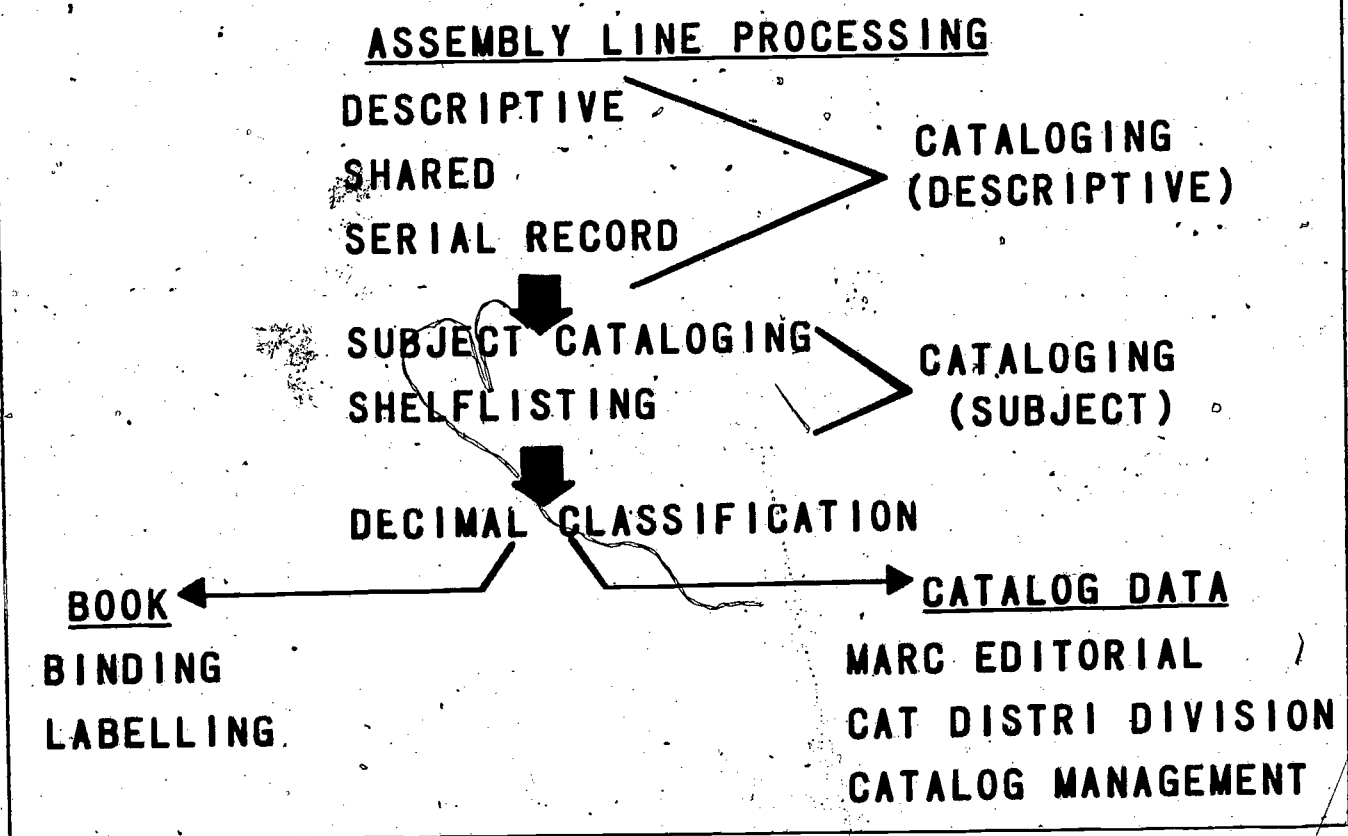 ASSEMBLY LINE PROCESSING
DESCRIPTIVE
SHARED
SERIAL RECORD
CATALOGING
(DESCRIPTIVE)
SUBJECT CATALOGING
SHELFLISTING
CATALOGING
(SUBJECT)
DECIMAL CLASSIFICATION
BOOK
BINDING
LABELLING
CATALOG DATA
MARC EDITORIAL
CAT DISTRI DIVISION
CATALOG MANAGEMENT